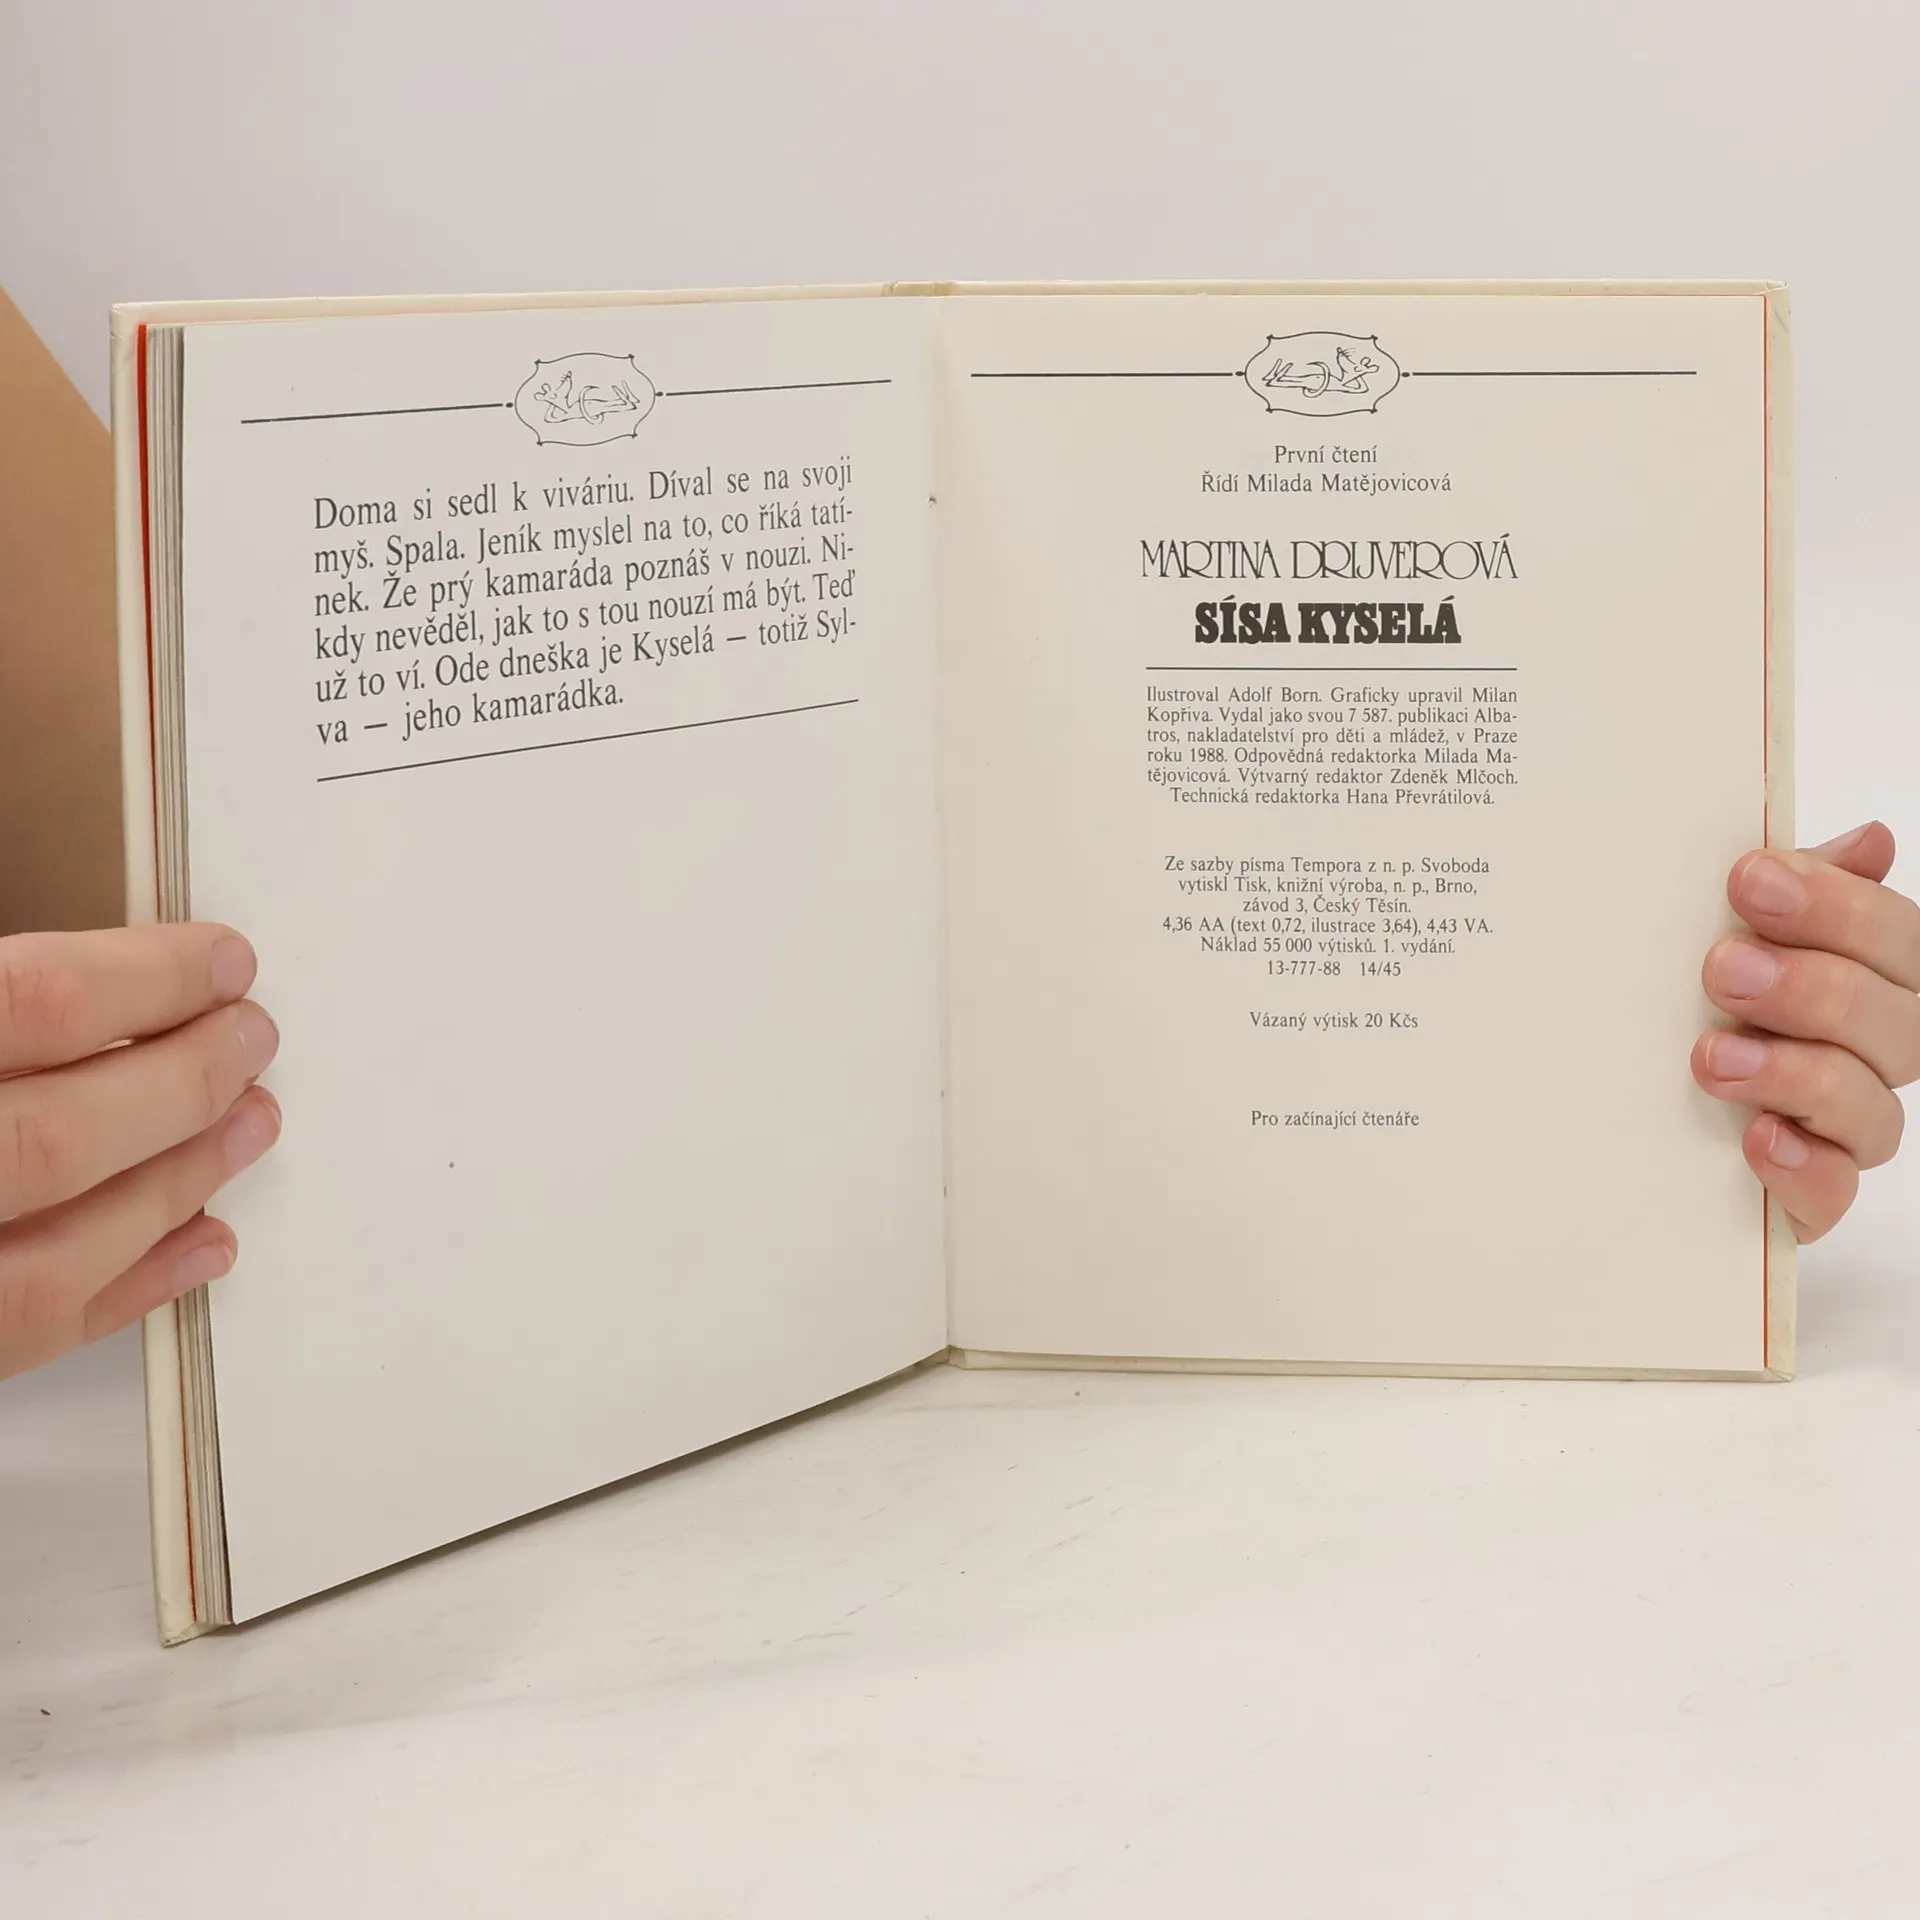 Doma si sedl k viváriu. Díval se na svoji
myš. Spala. Jeník myslel na to, co říká tatí-
nek. Že prý kamaráda poznáš v nouzi. Ni-
kdy nevěděl, jak to s tou nouzí má být. Teď
už to ví. Ode dneška je Kyselá – totiž Syl-
va – jeho kamarádka.
První čtení
Řídí Milada Matějovicová
MARTINA DRIJVEROVÁ
SÍSA KYSELÁ
Ilustroval Adolf Born. Graficky upravil Milan
Kopřiva. Vydal jako svou 7 587. publikaci Alba-
tros, nakladatelství pro děti a mládež, v Praze
roku 1988. Odpovědná redaktorka Milada Ma-
tějovicová. Výtvarný redaktor Zdeněk Mlčoch.
Technická redaktorka Hana Převrátilová.
Ze sazby písma Tempora z n. p. Svoboda
vytiskl Tisk, knižní výroba, n. p., Brno,
závod 3, Český Těsín.
4,36 AA (text 0,72, ilustrace 3,64), 4,43 VA.
Náklad 55 000 výtisků. 1. vydání.
13-777-88 14/45
Vázaný výtisk 20 Kčs
Pro začínající čtenáře